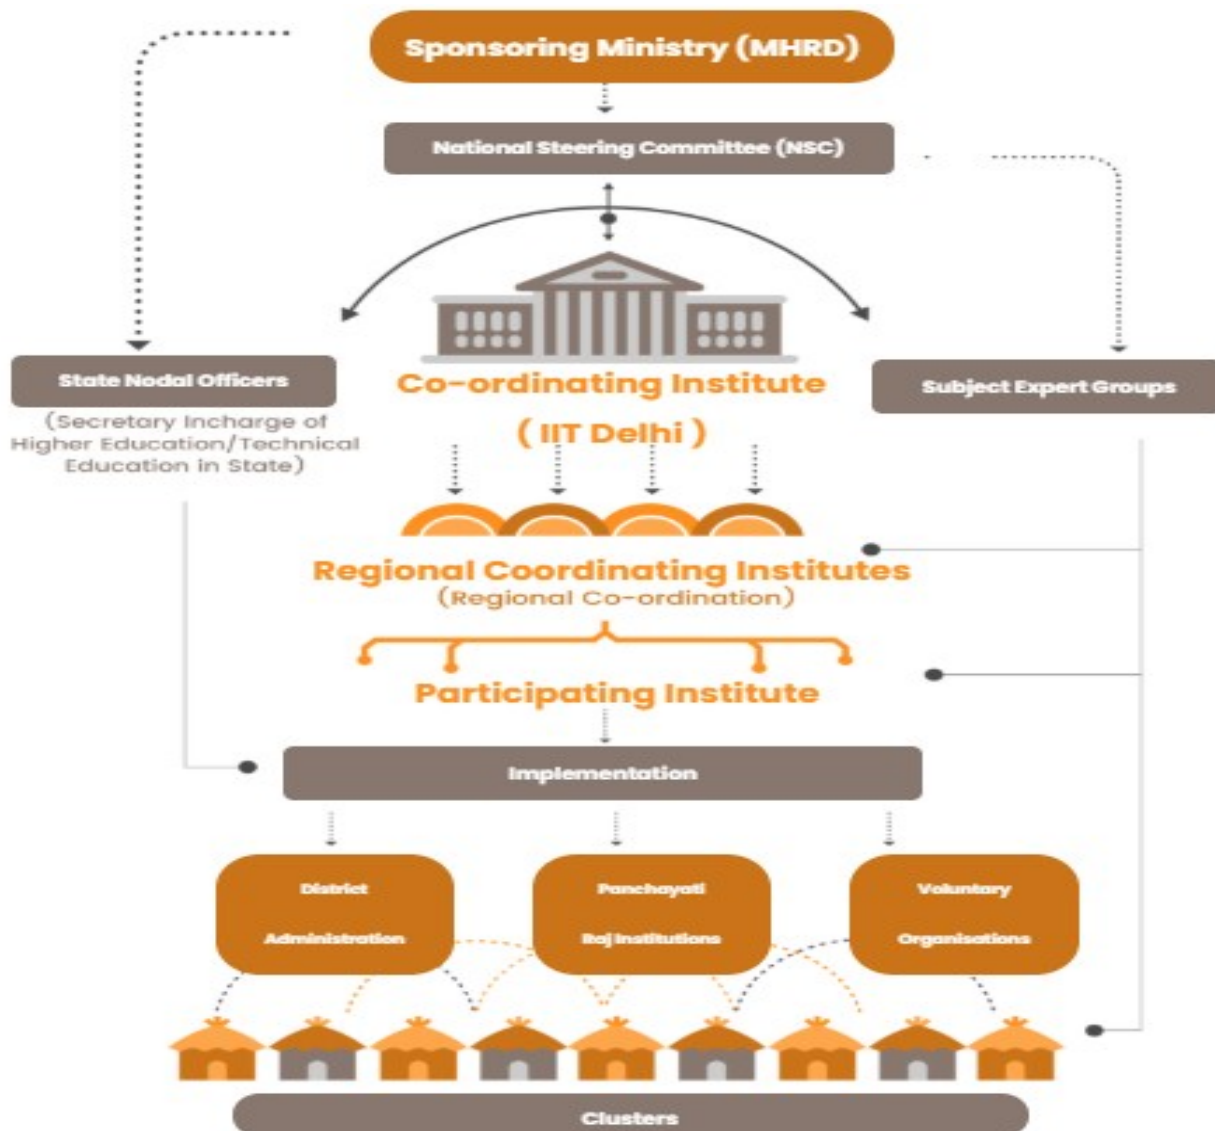 Sponsoring Ministry (MHRD)
National Steering Committee (NSC)
State Nodal Officers
(Secretary Incharge of
Higher Education/Technical
Education in State)
Co-ordinating Institute
( IIT Delhi )
Subject Expert Groups
Regional Coordinating Institutes
(Regional Co-ordination)
Participating Institute
Implementation
District
Administration
Panchayati
Raj Institutions
Voluntary
Organisations
Clusters